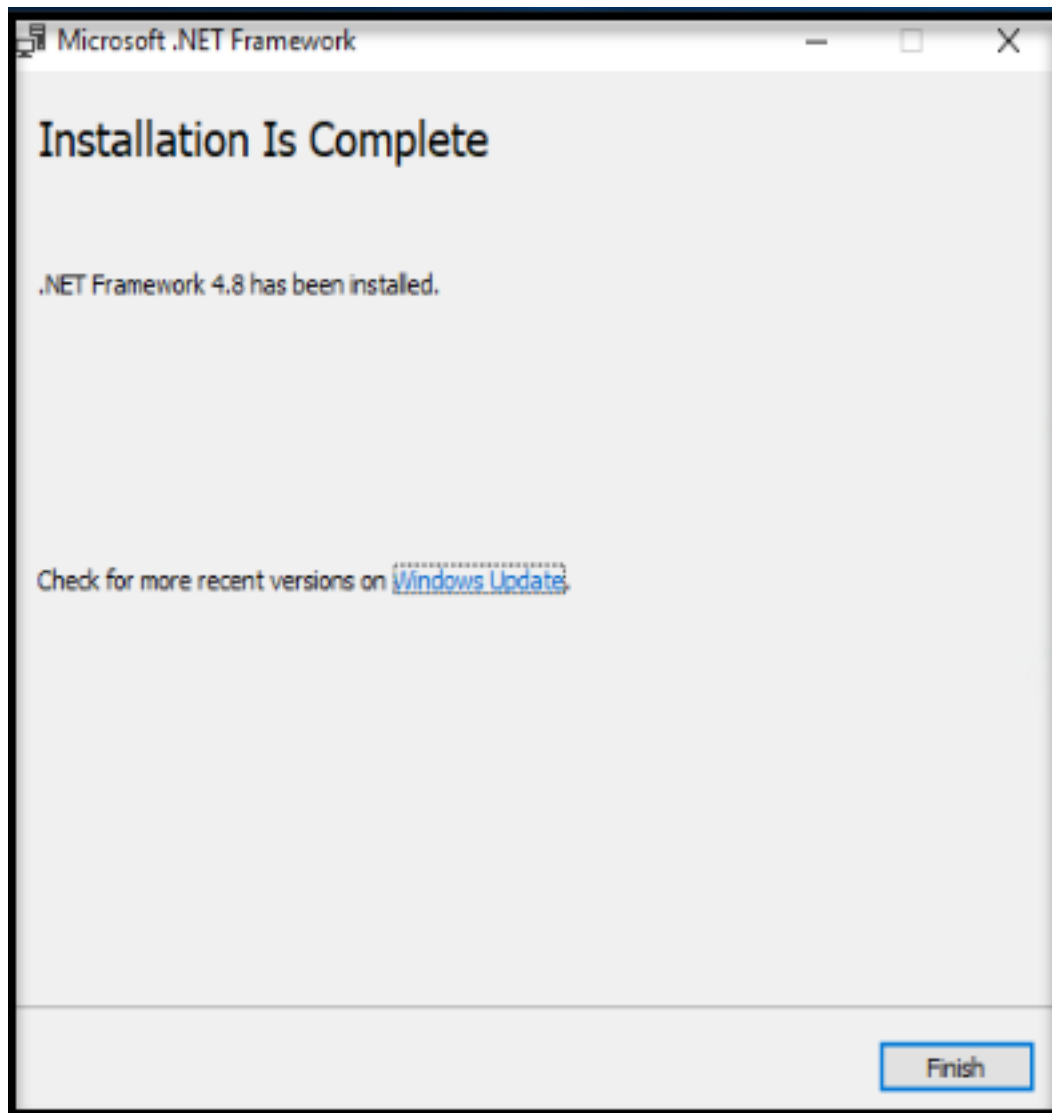 Microsoft .NET Framework
Installation Is Complete
.NET Framework 4.8 has been installed.
Check for more recent versions on Windows Update.
Finish